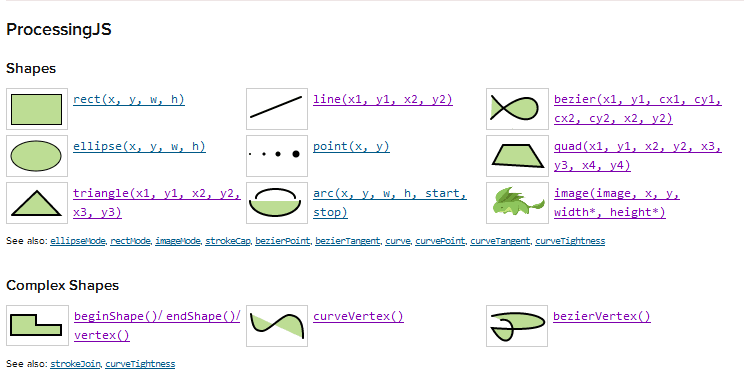 ProcessingJS
Shapes
rect(x, y, w, h)
line(x1, y1, x2, y2)
bezier(x1, y1, cx1, cy1,
cx2, cy2, x2, y2)
ellipse(x, y, w, h)
point(x, y)
quad(x1, y1, x2, y2, x3,
y3, x4, y4)
triangle(x1, y1, x2, y2,
x3, y3)
arc(x, y, w, h, start,
stop)
image(image, x, y,
width*, height*)
See also: ellipseMode, rectMode, imageMode, strokeCap, bezierPoint, bezierTangent, curve, curvePoint, curveTangent, curveTightness
Complex Shapes
beginShape()/ endShape()/
vertex()
curveVertex()
bezierVertex()
See also: strokeJoin, curveTightness